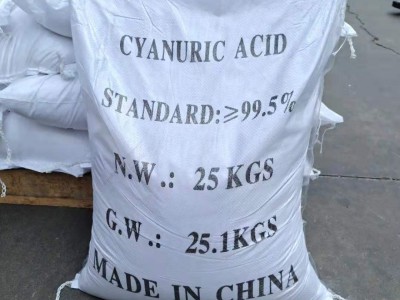 CYANURIC ACID
STANDARD:≥99.5%
N.W.: 25 KGS
G.W.: 25.1KGS
MADE IN CHINA